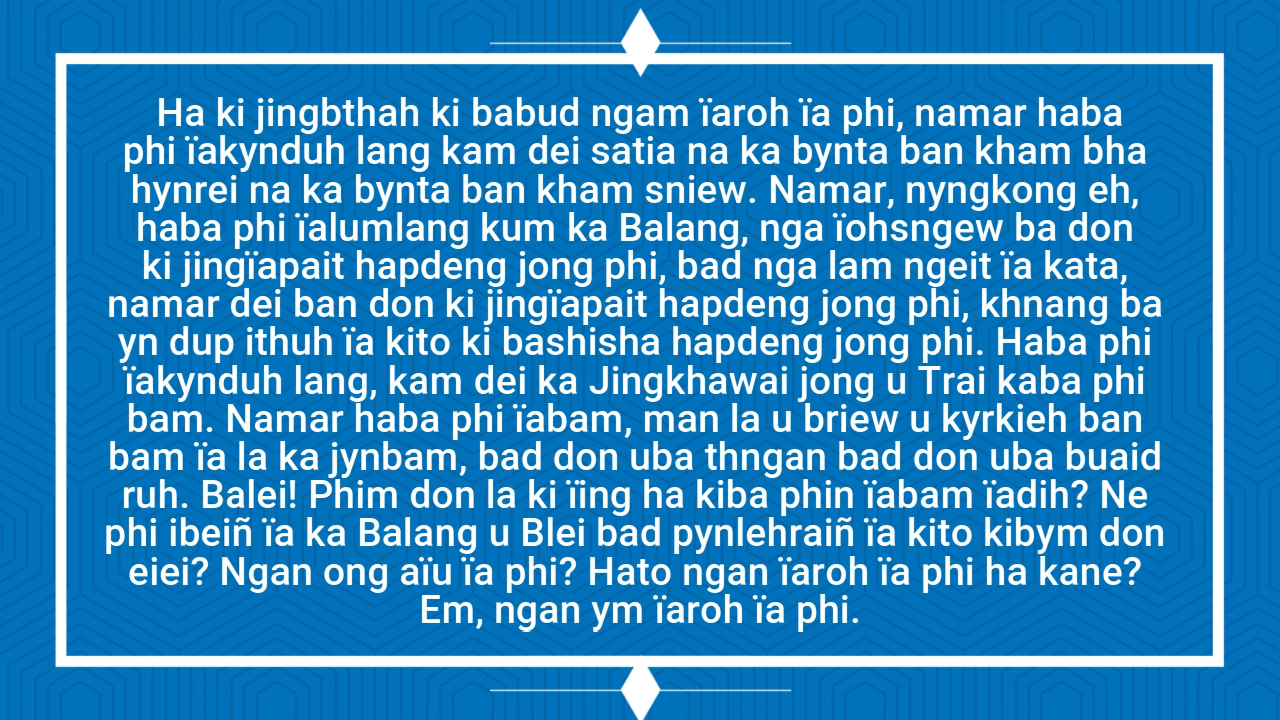 Ha ki jingbthah ki babud ngam ïaroh ïa phi, namar haba
phi ïakynduh lang kam dei satia na ka bynta ban kham bha
hynrei na ka bynta ban kham sniew. Namar, nyngkong eh,
haba phi ïalumlang kum ka Balang, nga ïohsngew ba don
ki jingïapait hapdeng jong phi, bad nga lam ngeit ïa kata,
namar dei ban don ki jingïapait hapdeng jong phi, khnang ba
yn dup ithuh ïa kito ki bashisha hapdeng jong phi. Haba phi
ïakynduh lang, kam dei ka Jingkhawai jong u Trai kaba phi
bam. Namar haba phi ïabam, man la u briew u kyrkieh ban
bam ïa la ka jynbam, bad don uba thngan bad don uba buaid
ruh. Balei! Phim don la ki ïing ha kiba phin ïabam ïadih? Ne
phi ibeiñ ïa ka Balang u Blei bad pynlehraiñ ïa kito kibym don
eiei? Ngan ong aïu ïa phi? Hato ngan ïaroh ïa phi ha kane?
Em, ngan ym ïaroh ïa phi.